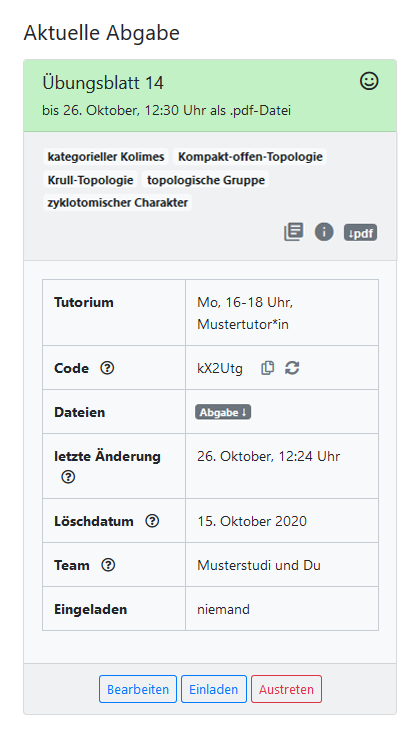 Aktuelle Abgabe
Übungsblatt 14
bis 26. Oktober, 12:30 Uhr als .pdf-Datei
kategorieller Kolimes Kompakt-offen-Topologie
Krull-Topologie topologische Gruppe
zyklotomischer Charakter
↓pdf
Tutorium Mo, 16-18 Uhr,
Mustertutor*in
Code kX2Utg
Dateien Abgabe ↓
letzte Änderung 26. Oktober, 12:24 Uhr
Löschdatum 15. Oktober 2020
Team Musterstudi und Du
Eingeladen niemand
Bearbeiten Einladen Austreten